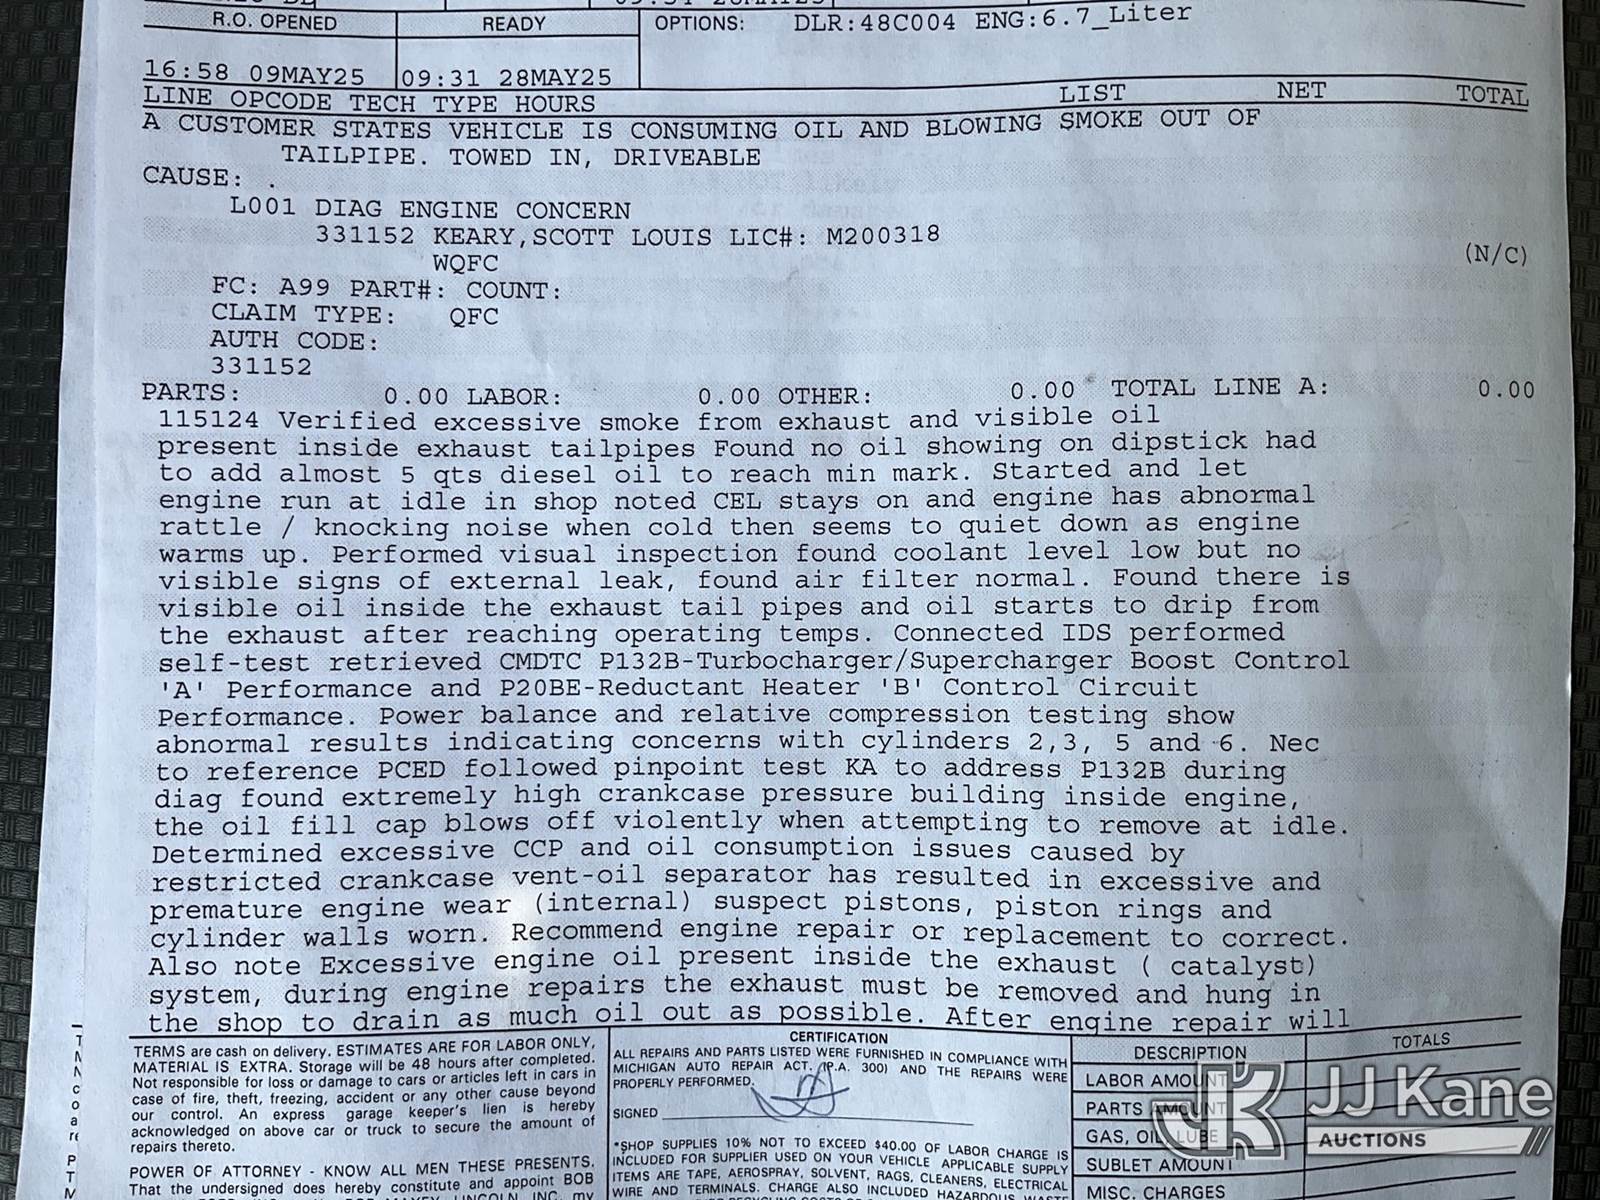 R.O. OPENED READY OPTIONS: DLR:48C004 ENG:6.7_Liter
16:58 09MAY25 09:31 28MAY25
LINE OPCODE TECH TYPE HOURS LIST NET TOTAL
A CUSTOMER STATES VEHICLE IS CONSUMING OIL AND BLOWING SMOKE OUT OF
TAILPIPE. TOWED IN, DRIVEABLE
CAUSE: .
L001 DIAG ENGINE CONCERN
331152 KEARY,SCOTT LOUIS LIC#: M200318
WQFC (N/C)
FC: A99 PART#: COUNT:
CLAIM TYPE: QFC
AUTH CODE:
331152
PARTS: 0.00 LABOR: 0.00 OTHER: 0.00 TOTAL LINE A: 0.00
115124 Verified excessive smoke from exhaust and visible oil
present inside exhaust tailpipes Found no oil showing on dipstick had
to add almost 5 qts diesel oil to reach min mark. Started and let
engine run at idle in shop noted CEL stays on and engine has abnormal
rattle / knocking noise when cold then seems to quiet down as engine
warms up. Performed visual inspection found coolant level low but no
visible signs of external leak, found air filter normal. Found there is
visible oil inside the exhaust tail pipes and oil starts to drip from
the exhaust after reaching operating temps. Connected IDS performed
self-test retrieved CMDTC P132B-Turbocharger/Supercharger Boost Control
'A' Performance and P20BE-Reductant Heater 'B' Control Circuit
Performance. Power balance and relative compression testing show
abnormal results indicating concerns with cylinders 2,3, 5 and 6. Nec
to reference PCED followed pinpoint test KA to address P132B during
diag found extremely high crankcase pressure building inside engine,
the oil fill cap blows off violently when attempting to remove at idle.
Determined excessive CCP and oil consumption issues caused by
restricted crankcase vent-oil separator has resulted in excessive and
premature engine wear (internal) suspect pistons, piston rings and
cylinder walls worn. Recommend engine repair or replacement to correct.
Also note Excessive engine oil present inside the exhaust ( catalyst)
system, during engine repairs the exhaust must be removed and hung in
the shop to drain as much oil out as possible. After engine repair will
TERMS are cash on delivery. ESTIMATES ARE FOR LABOR ONLY,
MATERIAL IS EXTRA. Storage will be 48 hours after completed.
Not responsible for loss or damage to cars or articles left in cars in
case of fire, theft, freezing, accident or any other cause beyond
our control. An express garage keeper's lien is hereby
acknowledged on above car or truck to secure the amount of
repairs thereto.
POWER OF ATTORNEY - KNOW ALL MEN THESE PRESENTS.
That the undersigned does hereby constitute and appoint BOB
CERTIFICATION
ALL REPAIRS AND PARTS LISTED WERE FURNISHED IN COMPLIANCE WITH
MICHIGAN AUTO REPAIR ACT. (P.A. 300) AND THE REPAIRS WERE
PROPERLY PERFORMED.
SIGNED
*SHOP SUPPLIES 10% NOT TO EXCEED $40.00 OF LABOR CHARGE IS
INCLUDED FOR SUPPLIER USED ON YOUR VEHICLE APPLICABLE SUPPLY
ITEMS ARE TAPE, AEROSPRAY, SOLVENT, RAGS, CLEANERS, ELECTRICAL
WIRE AND TERMINALS. CHARGE ALSO INCLUDED HAZARDOUS WASTE
DESCRIPTION TOTALS
LABOR AMOUNT
PARTS AMOUNT
GAS, OIL, LUBE
SUBLET AMOUNT
MISC. CHARGES
JJ Kane
AUCTIONS